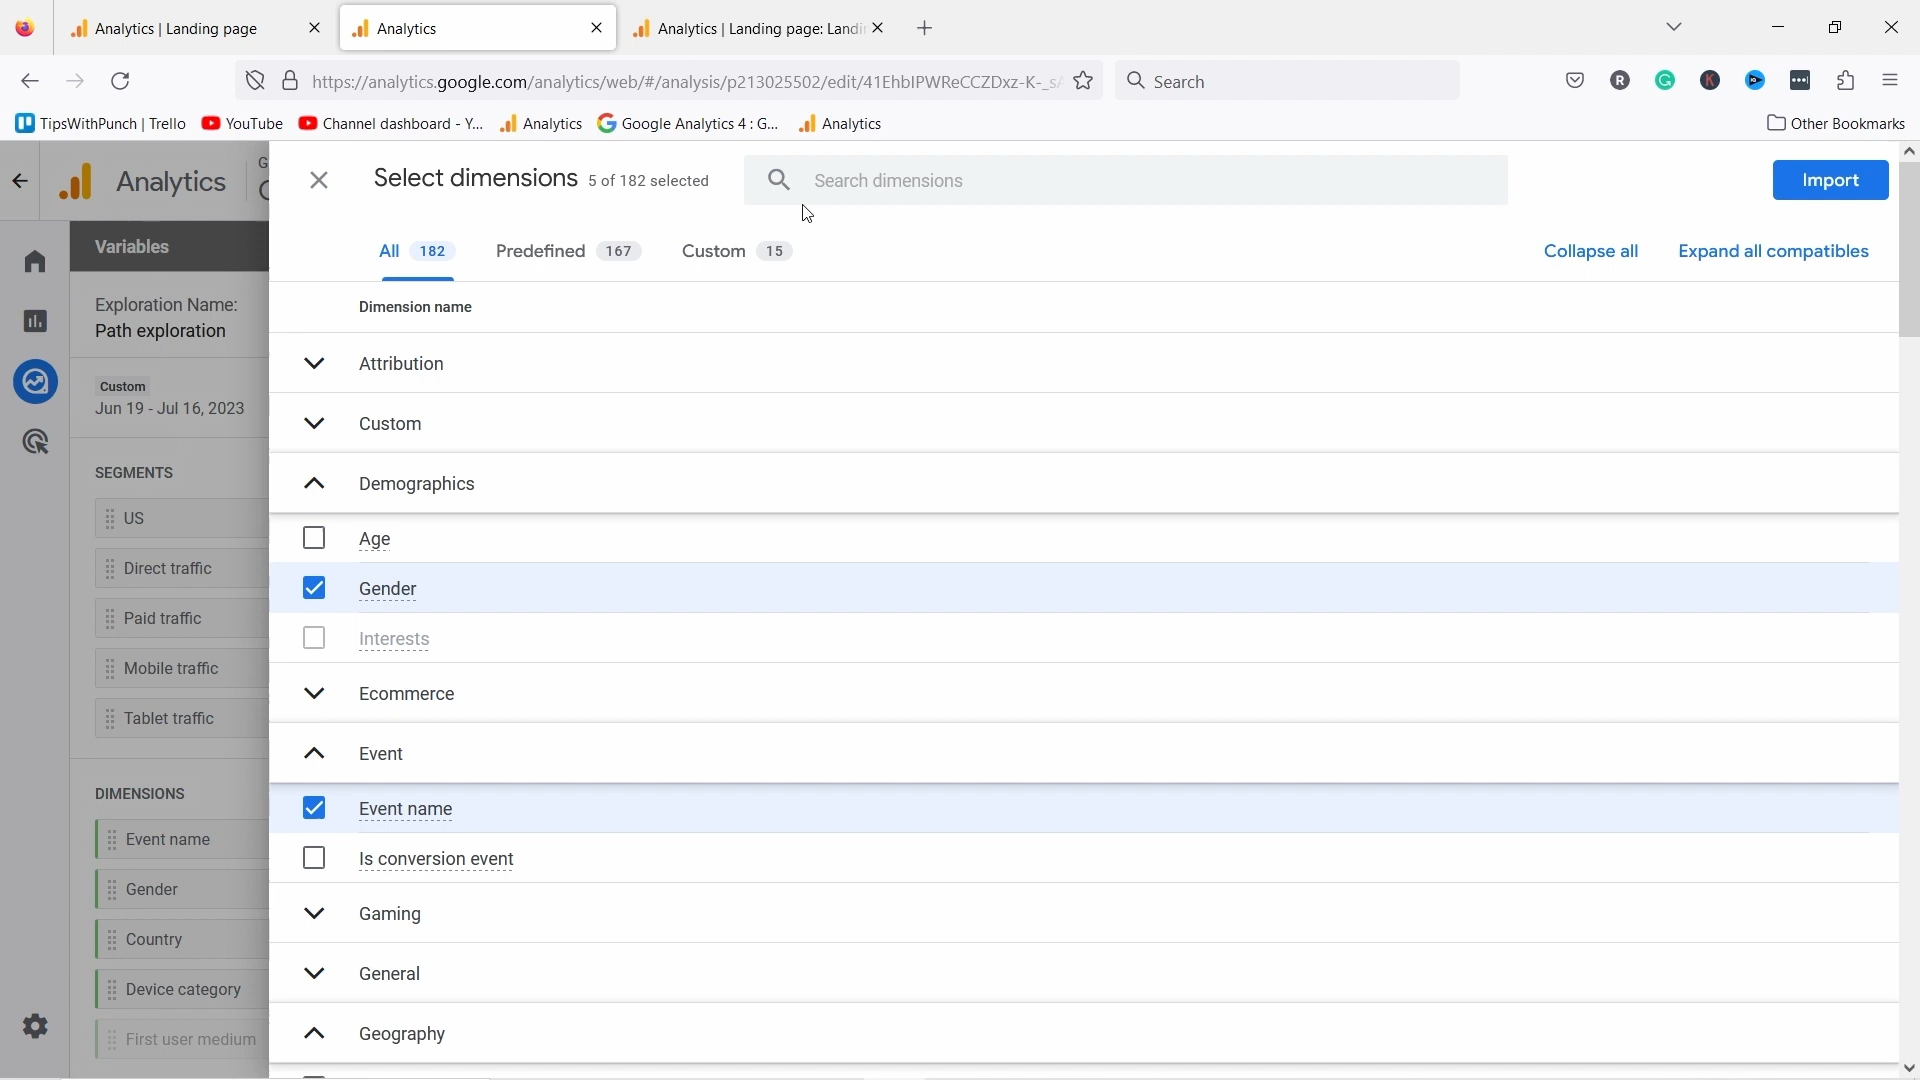 Analytics | Landing page
Analytics
Analytics | Landing page: Landi
https://analytics.google.com/analytics/web/#/analysis/p213025502/edit/41EhbIPWReCCZDxz-K-_s
Search
TipsWithPunch | Trello
YouTube
Channel dashboard - Y...
Analytics
Google Analytics 4 : G...
Analytics
Other Bookmarks
Analytics
Select dimensions 5 of 182 selected
Search dimensions
Import
All 182
Predefined 167
Custom 15
Collapse all
Expand all compatibles
Variables
Exploration Name:
Path exploration
Custom
Jun 19 - Jul 16, 2023
SEGMENTS
US
Direct traffic
Paid traffic
Mobile traffic
Tablet traffic
DIMENSIONS
Event name
Gender
Country
Device category
First user medium
Dimension name
Attribution
Custom
Demographics
Age
Gender
Interests
Ecommerce
Event
Event name
Is conversion event
Gaming
General
Geography